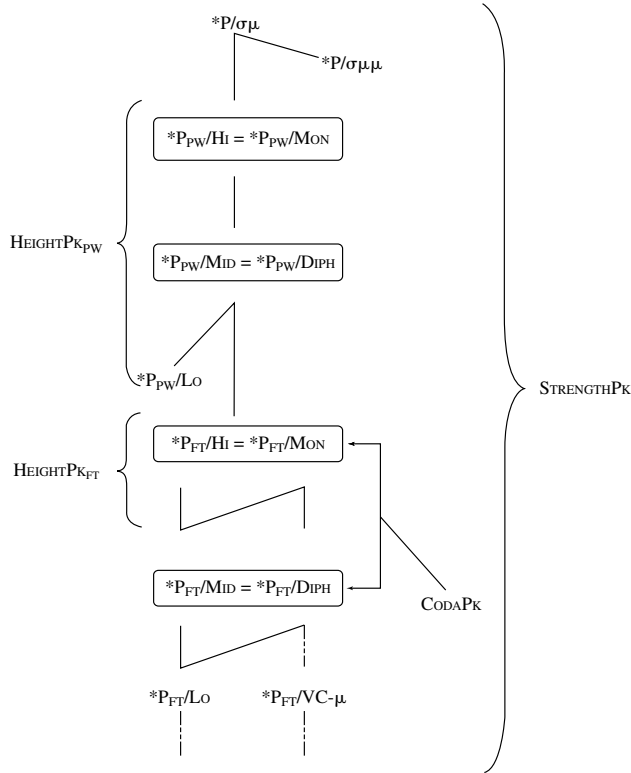 *P/σμ
*P/σμμ
*P_PW/HI = *P_PW/MON
HEIGHTPK_PW
*P_PW/MID = *P_PW/DIPH
*P_PW/LO
STRENGTHPK
*P_FT/HI = *P_FT/MON
HEIGHTPK_FT
*P_FT/MID = *P_FT/DIPH
CODAPK
*P_FT/LO *P_FT/VC-μ